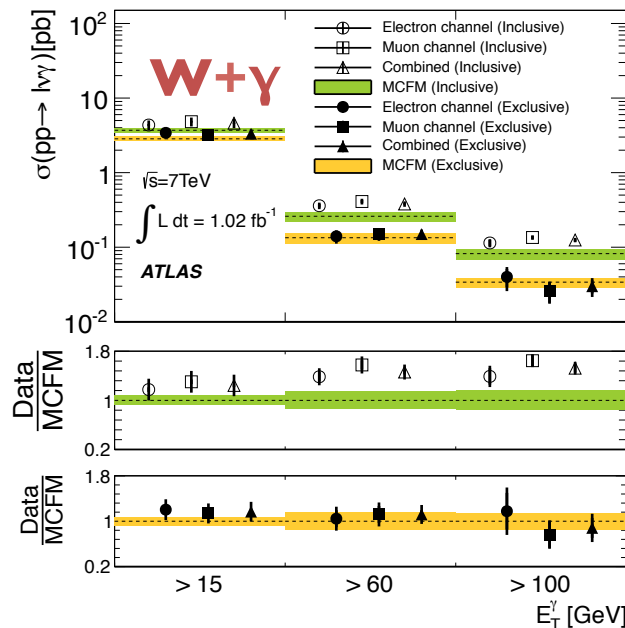 σ(pp→ lνγ)[pb]
10²
10
1
10⁻¹
10⁻²
W+γ
√s=7TeV
∫ L dt = 1.02 fb⁻¹
ATLAS
Electron channel (Inclusive)
Muon channel (Inclusive)
Combined (Inclusive)
MCFM (Inclusive)
Electron channel (Exclusive)
Muon channel (Exclusive)
Combined (Exclusive)
MCFM (Exclusive)
Data
MCFM
1.8
1
0.2
Data
MCFM
1.8
1
0.2
> 15 > 60 > 100
E_T^γ [GeV]